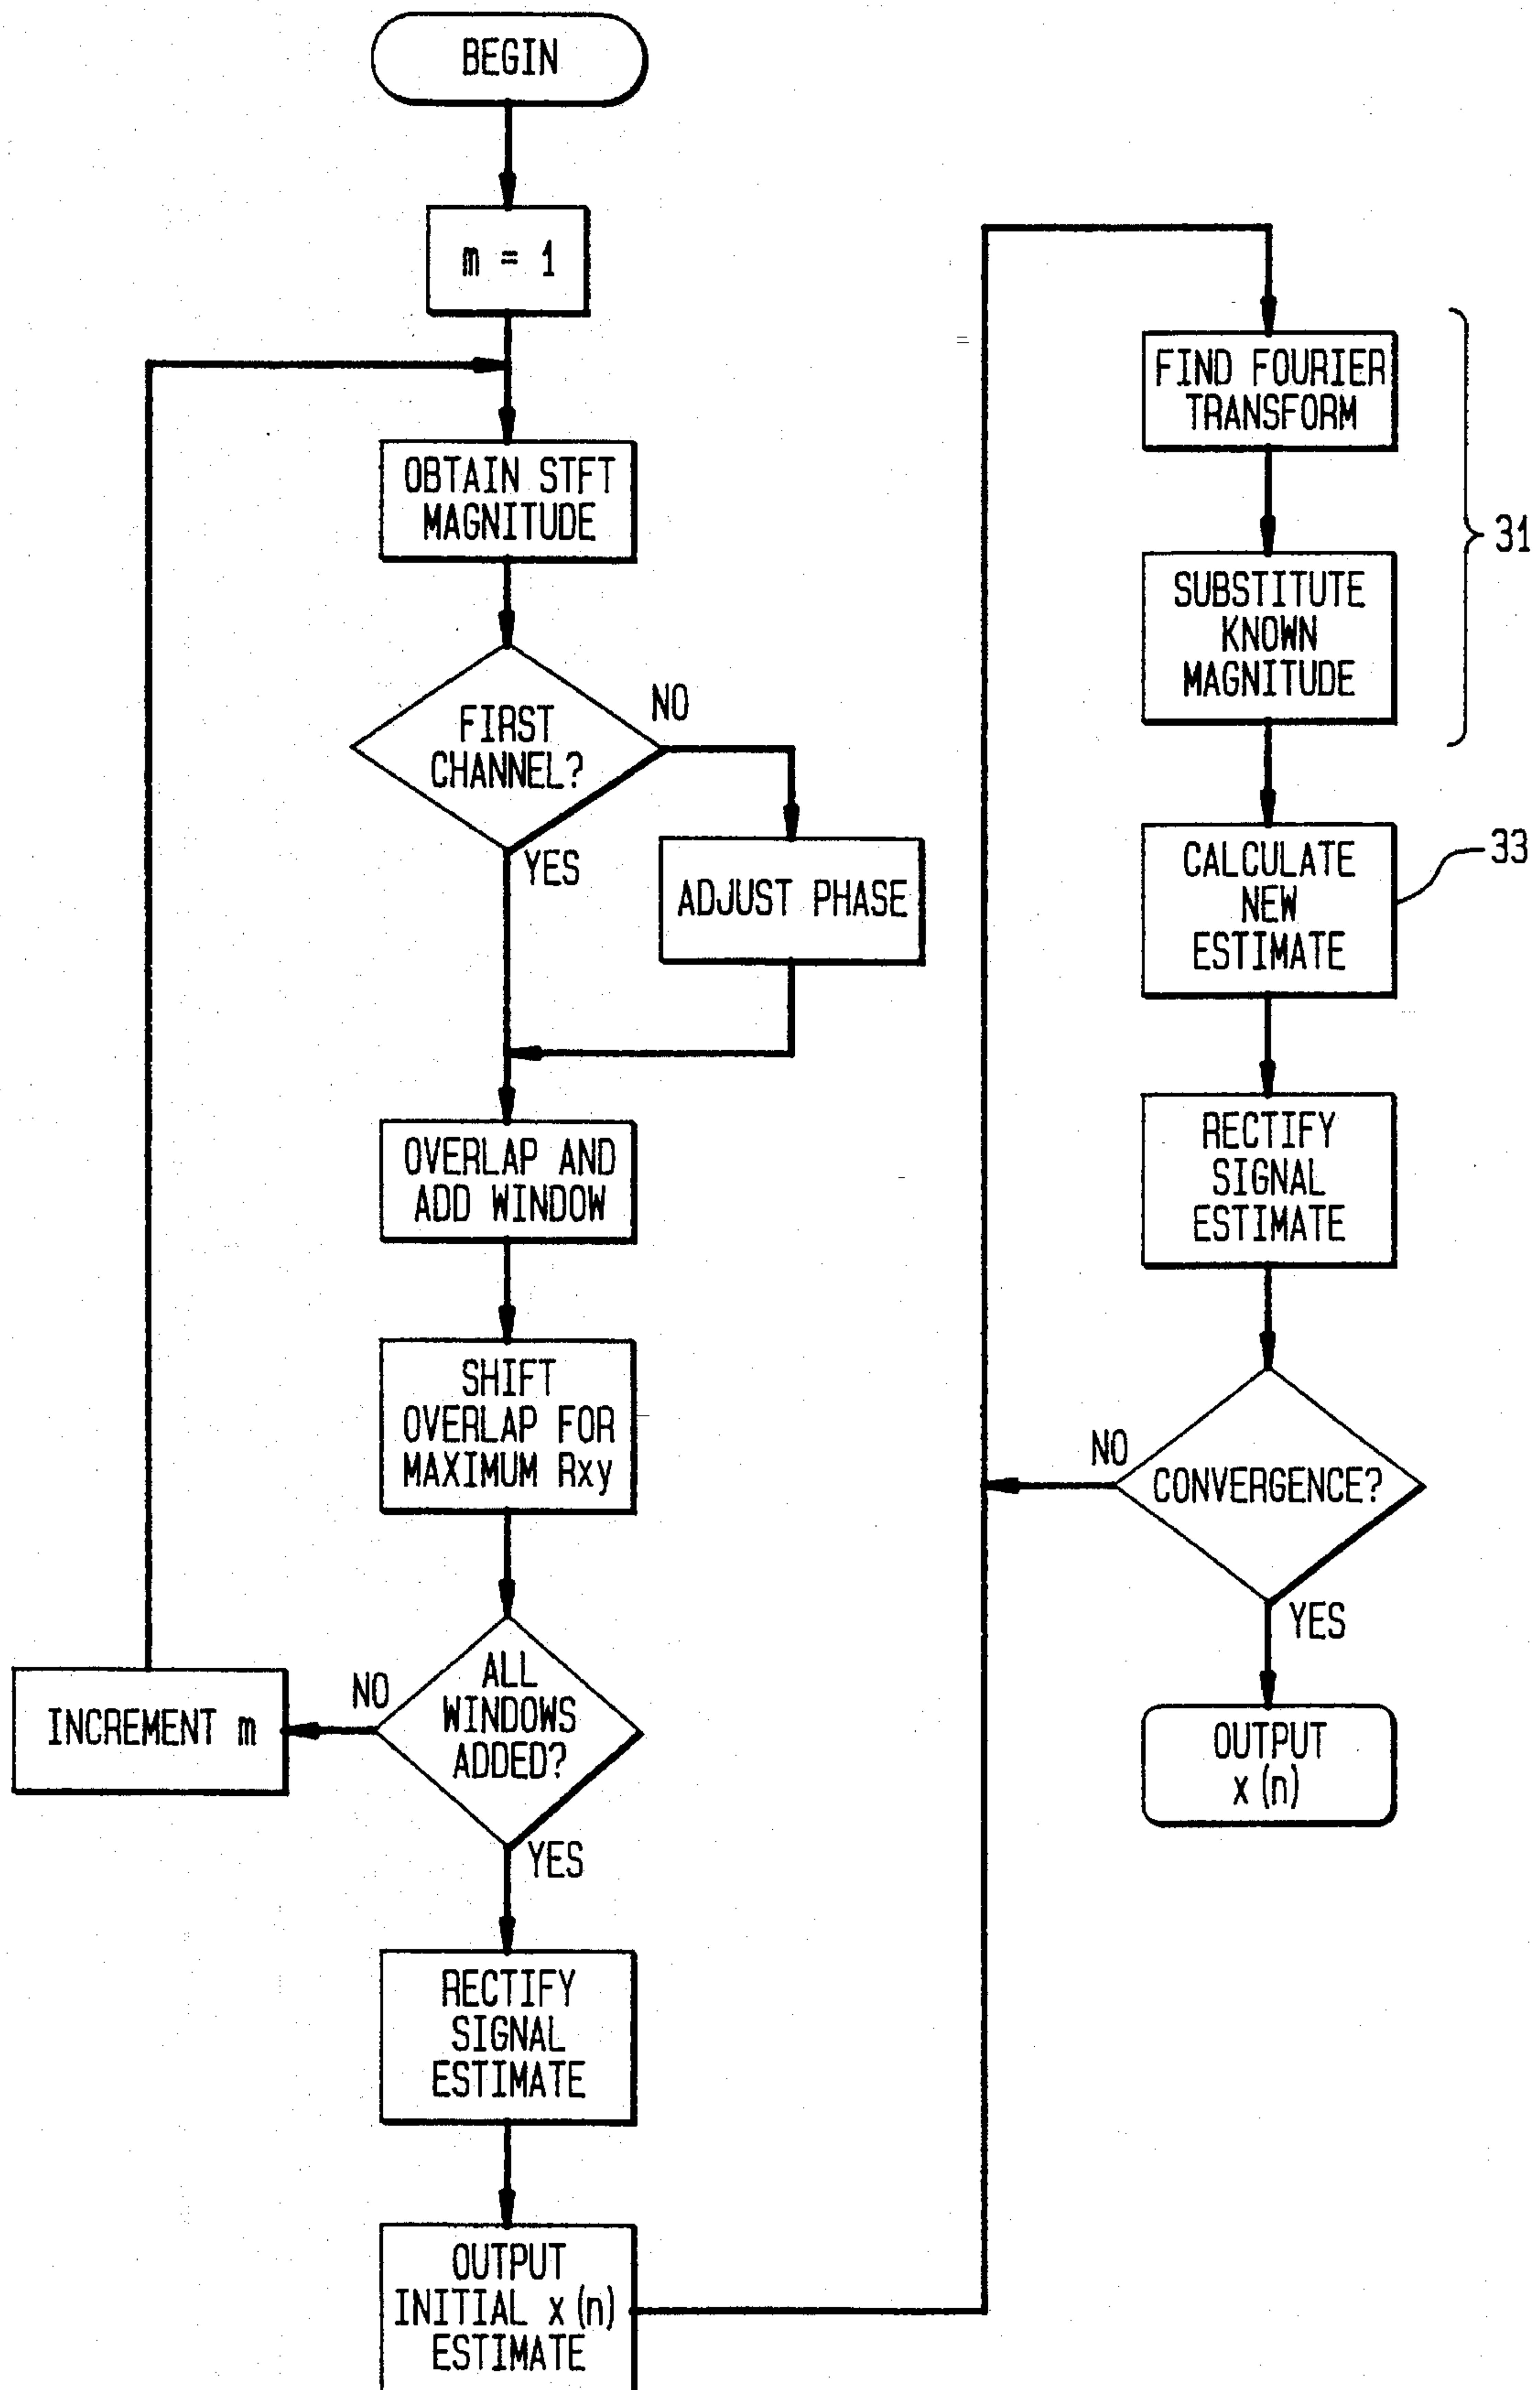 BEGIN
m = 1
OBTAIN STFT
MAGNITUDE
FIRST
CHANNEL?
NO
YES
ADJUST PHASE
OVERLAP AND
ADD WINDOW
SHIFT
OVERLAP FOR
MAXIMUM Rxy
ALL
WINDOWS
ADDED?
NO
INCREMENT m
YES
RECTIFY
SIGNAL
ESTIMATE
OUTPUT
INITIAL x(n)
ESTIMATE
FIND FOURIER
TRANSFORM
SUBSTITUTE
KNOWN
MAGNITUDE
31
CALCULATE
NEW
ESTIMATE
33
RECTIFY
SIGNAL
ESTIMATE
CONVERGENCE?
NO
YES
OUTPUT
x(n)